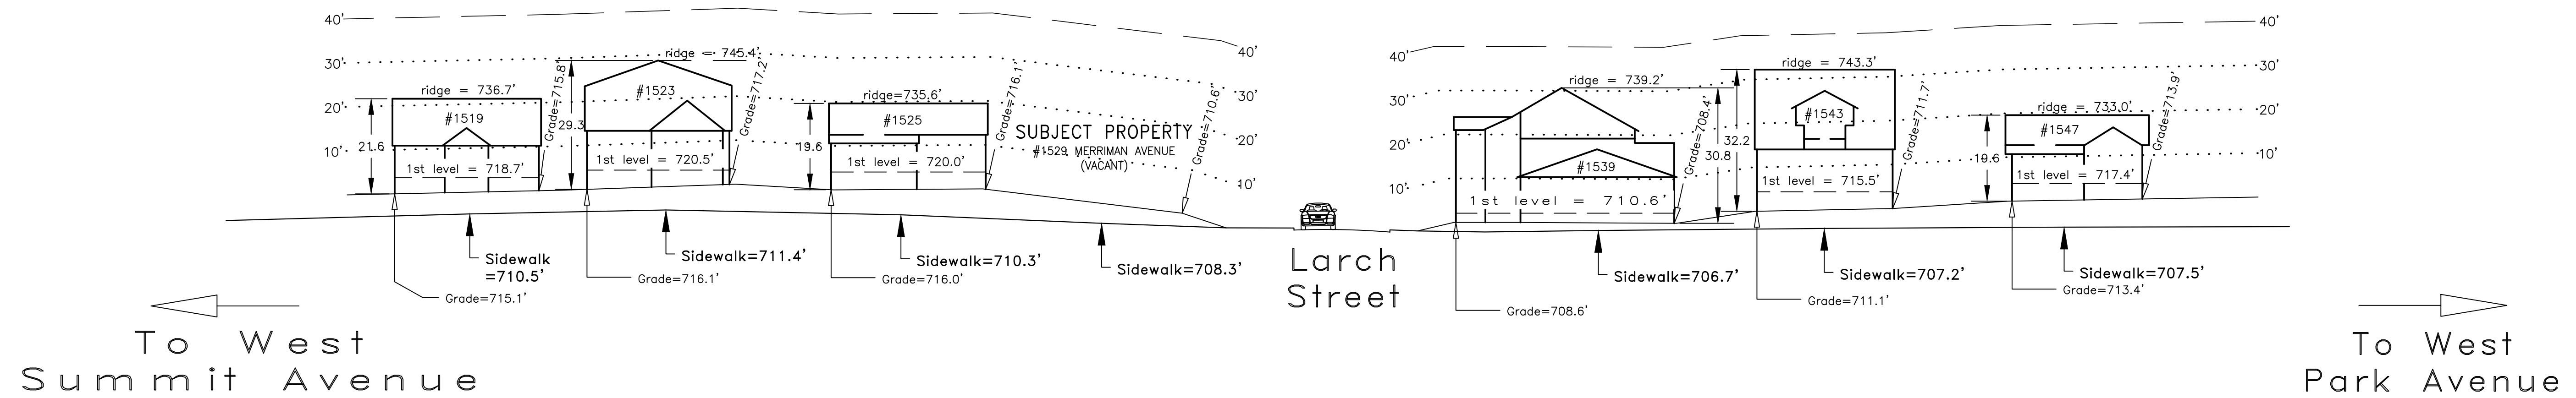 40'
30'
20'
10'
ridge = 736.7'
#1519
21.6
1st level = 718.7'
Grade=715.8'
Grade=715.1'
Sidewalk
=710.5'
ridge = 745.4'
29.3
#1523
1st level = 720.5'
Grade=717.2'
Grade=716.1'
Sidewalk=711.4'
ridge=735.6'
19.6
#1525
1st level = 720.0'
Grade=716.1'
Grade=716.0'
Sidewalk=710.3'
SUBJECT PROPERTY
#1529 MERRIMAN AVENUE
(VACANT)
Grade=710.6'
Sidewalk=708.3'
40'
30'
20'
10'
Larch
Street
40'
30'
20'
10'
ridge = 739.2'
#1539
1st level = 710.6'
Grade=708.4'
30.8
Grade=708.6'
Sidewalk=706.7'
ridge = 743.3'
32.2
#1543
1st level = 715.5'
Grade=711.7'
Grade=711.1'
Sidewalk=707.2'
ridge = 733.0'
19.6
#1547
1st level = 717.4'
Grade=713.9'
Grade=713.4'
Sidewalk=707.5'
40'
30'
20'
10'
To West
Summit Avenue
To West
Park Avenue